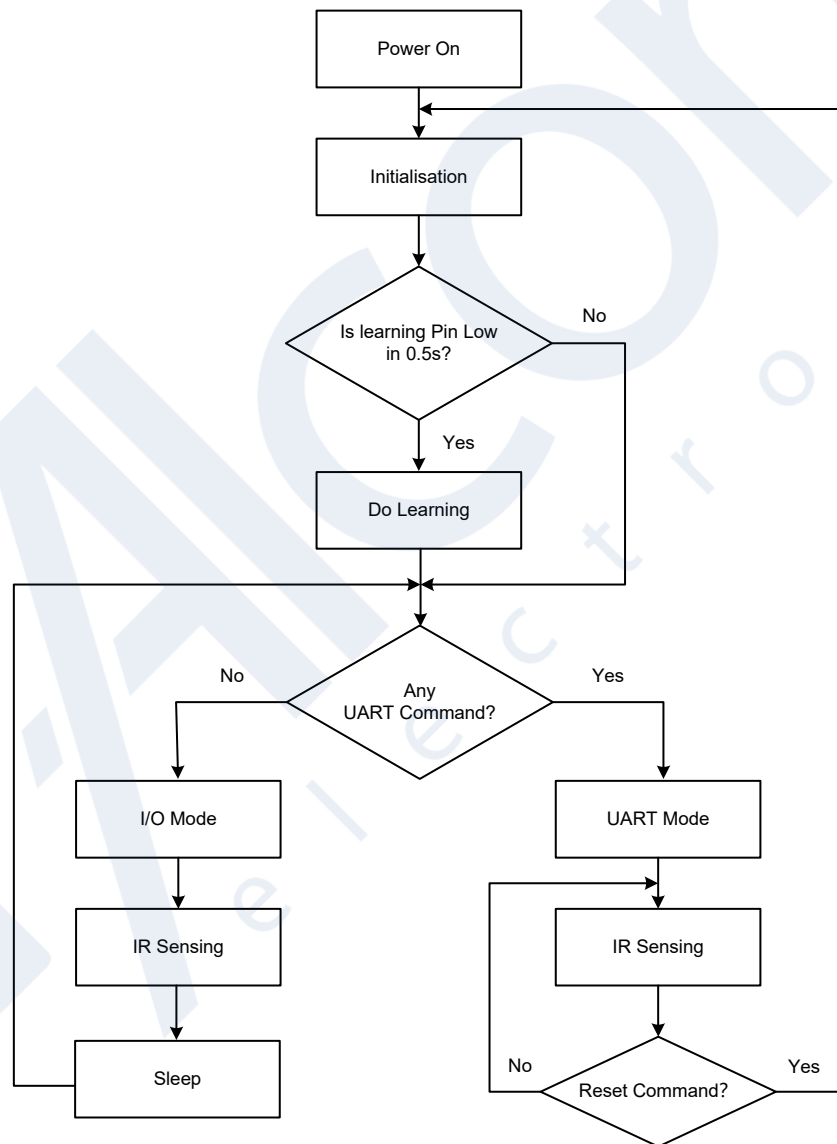 Power On
Initialisation
Is learning Pin Low
in 0.5s?
No
Yes
Do Learning
No
Any
UART Command?
Yes
I/O Mode
UART Mode
IR Sensing
IR Sensing
Sleep
No
Reset Command?
Yes